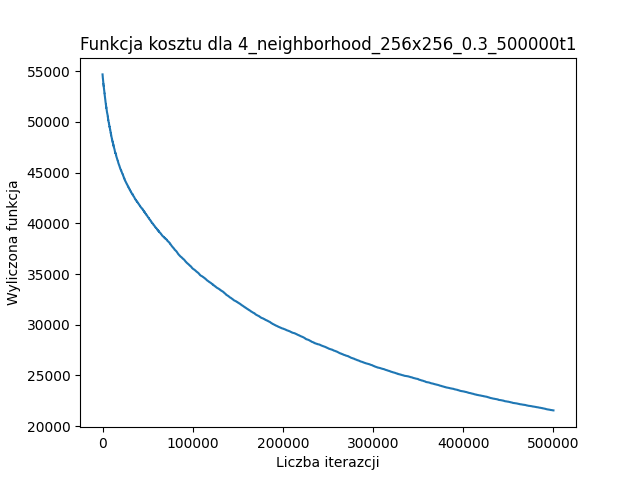 Funkcja kosztu dla 4_neighborhood_256x256_0.3_500000t1
55000
50000
45000
40000
35000
30000
25000
20000
Wyliczona funkcja
0 100000 200000 300000 400000 500000
Liczba iterazcji